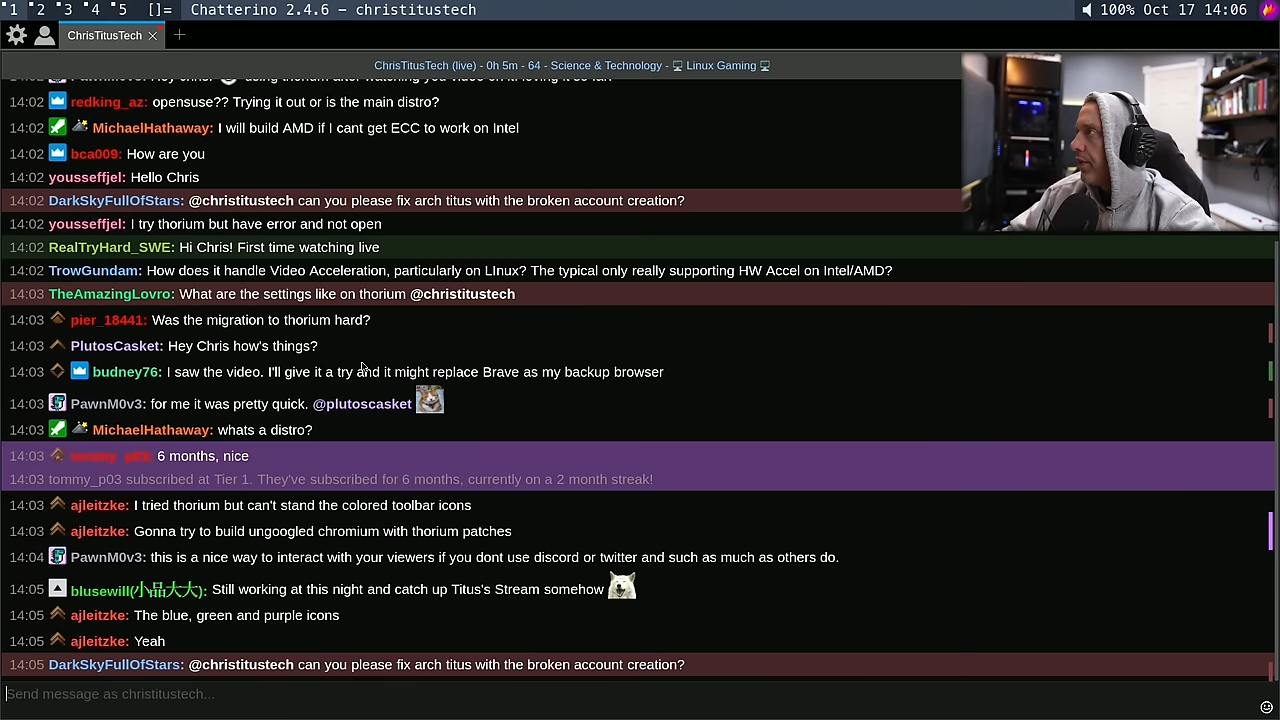 1 2 3 4 5 []= Chatterino 2.4.6 - christitustech 100% Oct 17 14:06
ChrisTitusTech
ChrisTitusTech (live) - 0h 5m - 64 - Science & Technology - 🖥 Linux Gaming 🖥
14:02 redking_az: opensuse?? Trying it out or is the main distro?
14:02 MichaelHathaway: I will build AMD if I cant get ECC to work on Intel
14:02 bca009: How are you
14:02 yousseffjel: Hello Chris
14:02 DarkSkyFullOfStars: @christitustech can you please fix arch titus with the broken account creation?
14:02 yousseffjel: I try thorium but have error and not open
14:02 RealTryHard_SWE: Hi Chris! First time watching live
14:02 TrowGundam: How does it handle Video Acceleration, particularly on LInux? The typical only really supporting HW Accel on Intel/AMD?
14:03 TheAmazingLovro: What are the settings like on thorium @christitustech
14:03 pier_18441: Was the migration to thorium hard?
14:03 PlutosCasket: Hey Chris how's things?
14:03 budney76: I saw the video. I'll give it a try and it might replace Brave as my backup browser
14:03 PawnM0v3: for me it was pretty quick. @plutoscasket
14:03 MichaelHathaway: whats a distro?
14:03 tommy_p03: 6 months, nice
14:03 tommy_p03 subscribed at Tier 1. They've subscribed for 6 months, currently on a 2 month streak!
14:03 ajleitzke: I tried thorium but can't stand the colored toolbar icons
14:03 ajleitzke: Gonna try to build ungoogled chromium with thorium patches
14:04 PawnM0v3: this is a nice way to interact with your viewers if you dont use discord or twitter and such as much as others do.
14:05 blusewill(小品大大): Still working at this night and catch up Titus's Stream somehow
14:05 ajleitzke: The blue, green and purple icons
14:05 ajleitzke: Yeah
14:05 DarkSkyFullOfStars: @christitustech can you please fix arch titus with the broken account creation?
Send message as christitustech...